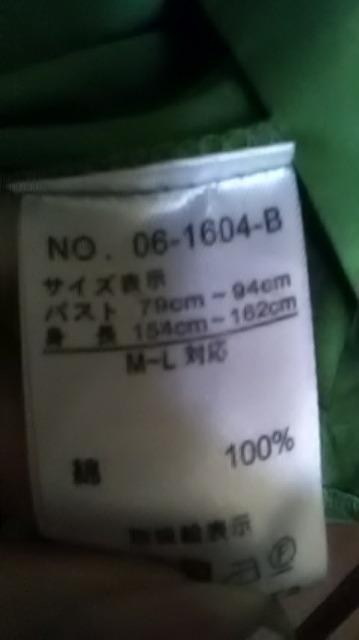 NO. 06-1604-B
サイズ表示
バスト 79cm－94cm
身 長 154cm－162cm
M－L 対応
綿 100%
取扱絵表示
F